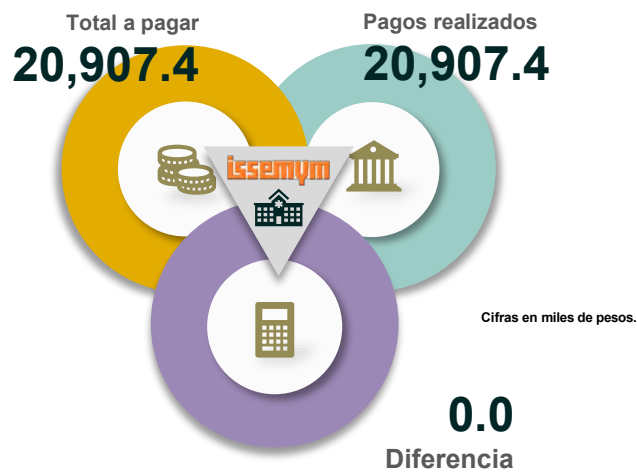 Total a pagar
20,907.4
Pagos realizados
20,907.4
issemym
Cifras en miles de pesos.
0.0
Diferencia